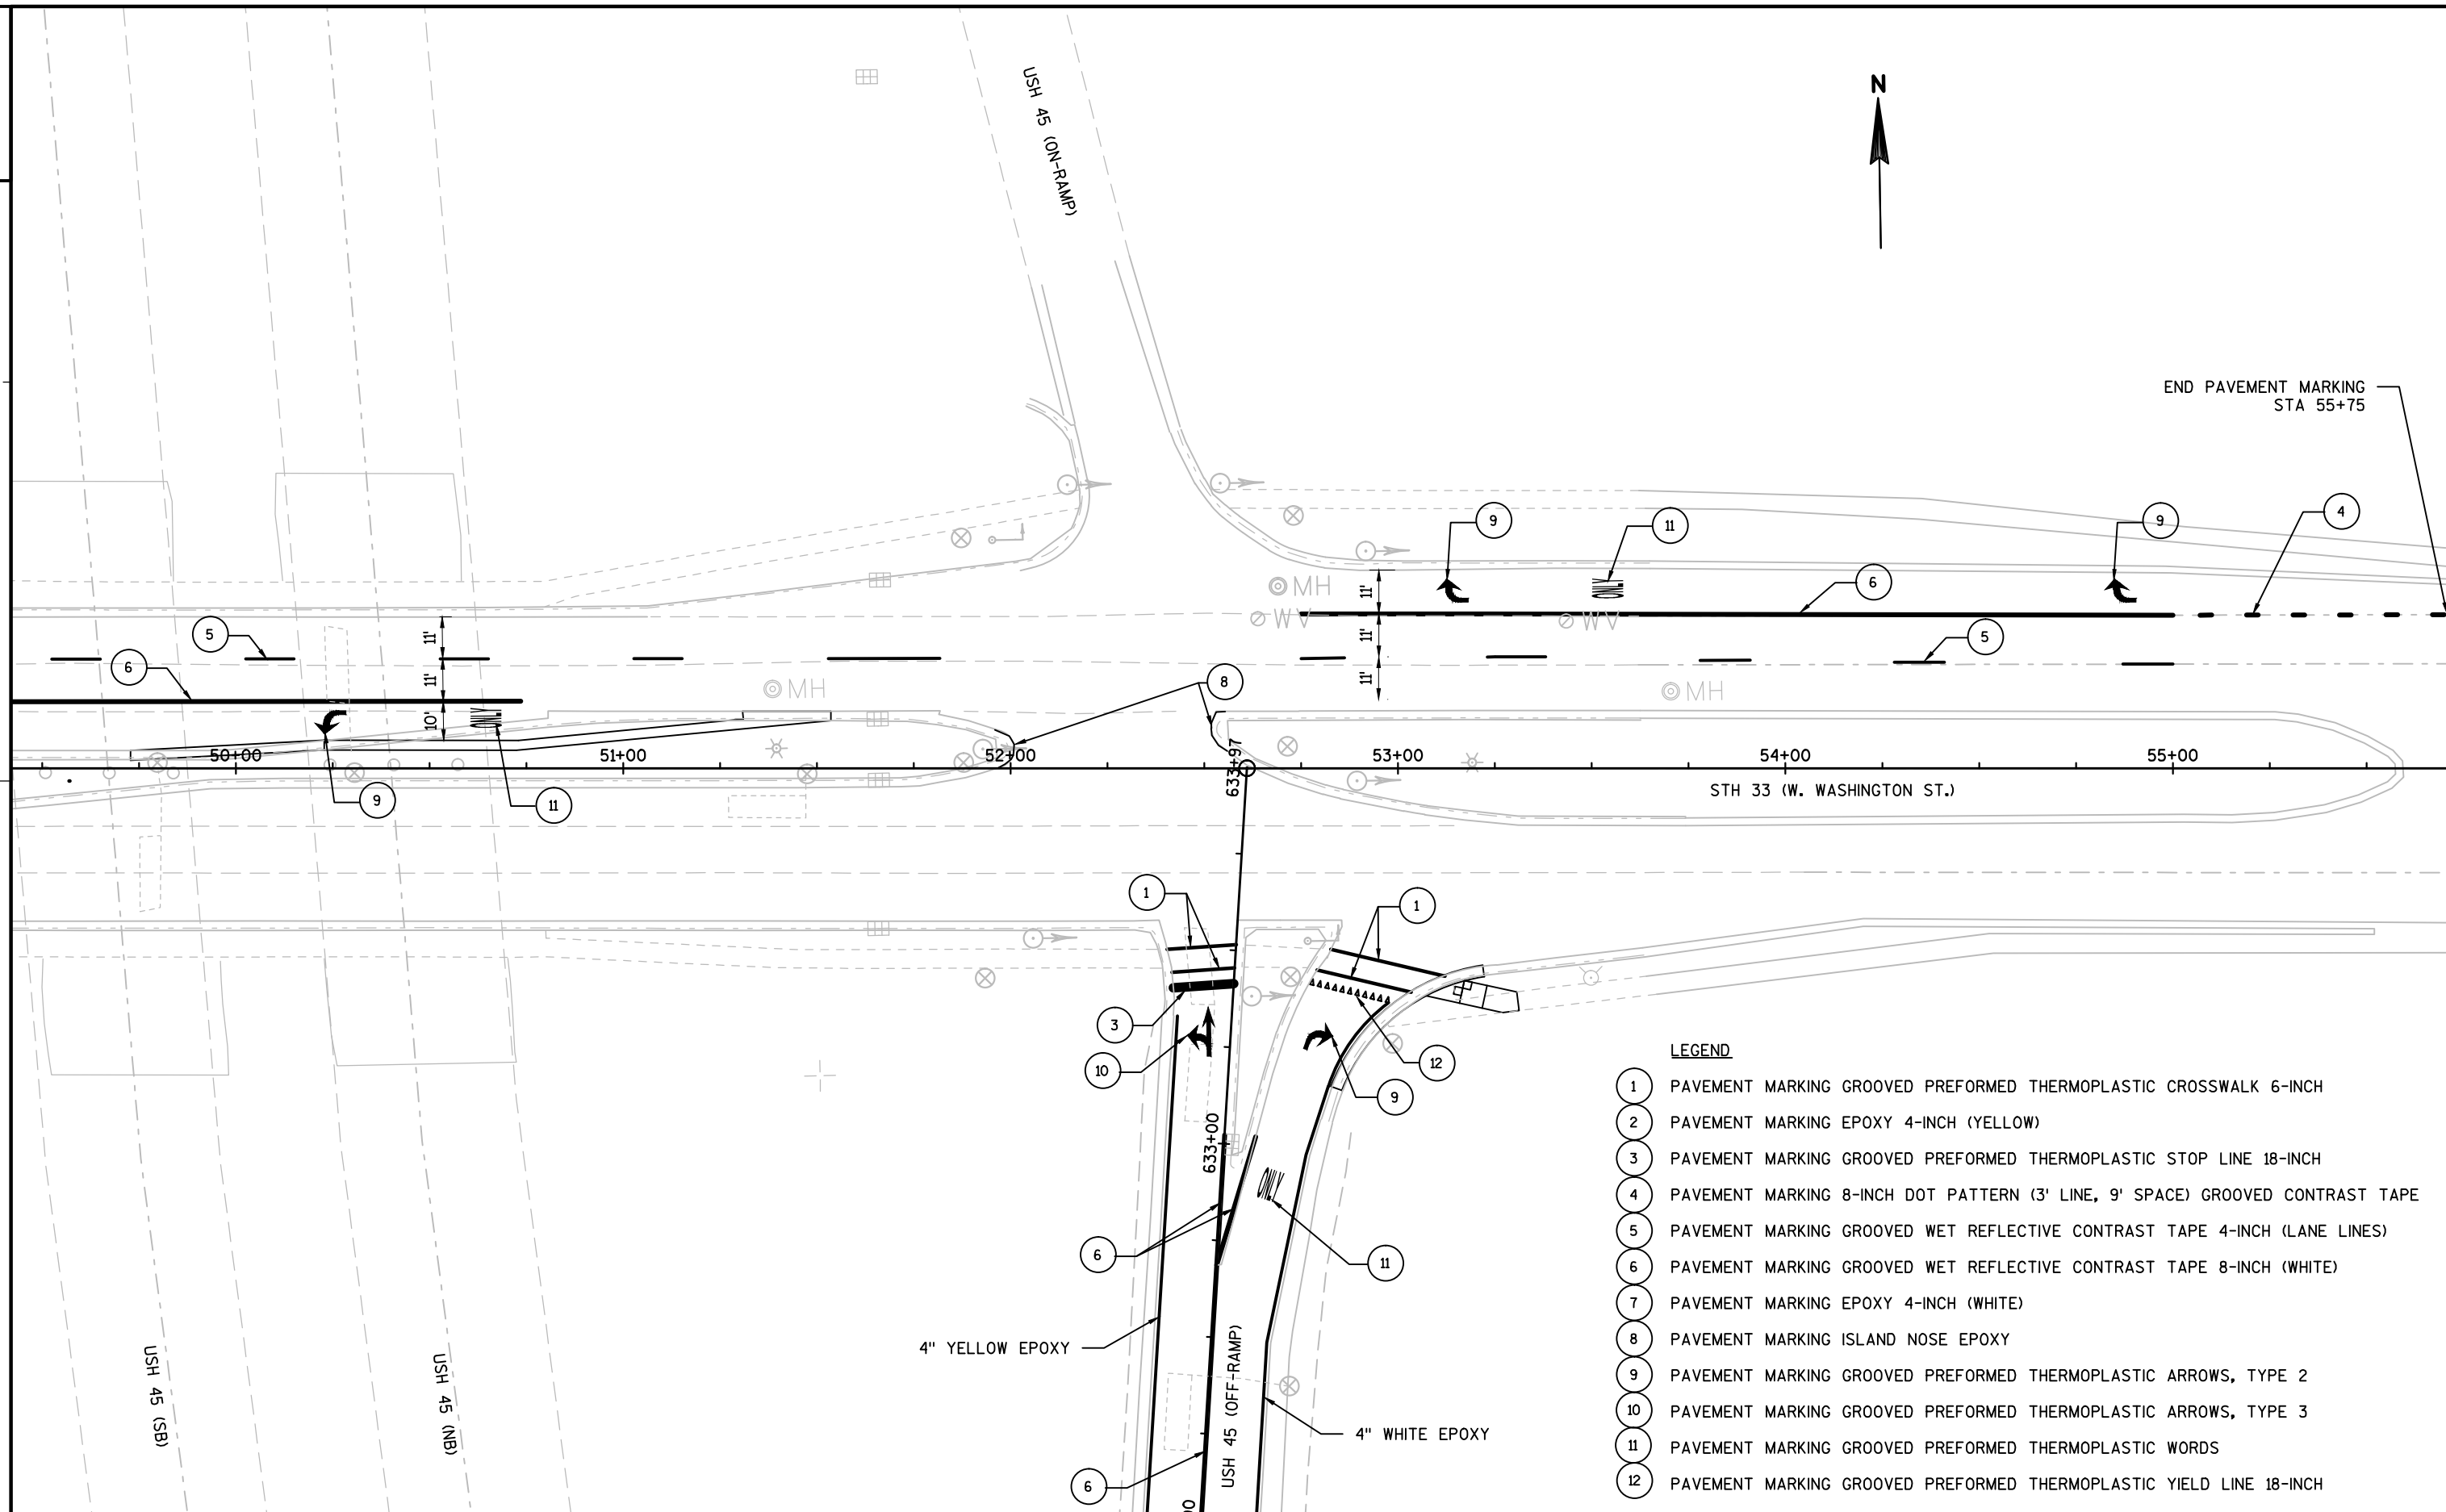 N
USH 45 (ON-RAMP)
END PAVEMENT MARKING
STA 55+75
9
11
9
4
6
5
MH
WV
WV
11'
11'
11'
5
6
11'
11'
10'
MH
MH
8
50+00
51+00
52+00
53+00
54+00
55+00
633+97
9
11
STH 33 (W. WASHINGTON ST.)
1
1
3
10
12
9
633+00
6
11
4" YELLOW EPOXY
4" WHITE EPOXY
6
USH 45 (SB)
USH 45 (NB)
USH 45 (OFF-RAMP)
LEGEND
1 PAVEMENT MARKING GROOVED PREFORMED THERMOPLASTIC CROSSWALK 6-INCH
2 PAVEMENT MARKING EPOXY 4-INCH (YELLOW)
3 PAVEMENT MARKING GROOVED PREFORMED THERMOPLASTIC STOP LINE 18-INCH
4 PAVEMENT MARKING 8-INCH DOT PATTERN (3' LINE, 9' SPACE) GROOVED CONTRAST TAPE
5 PAVEMENT MARKING GROOVED WET REFLECTIVE CONTRAST TAPE 4-INCH (LANE LINES)
6 PAVEMENT MARKING GROOVED WET REFLECTIVE CONTRAST TAPE 8-INCH (WHITE)
7 PAVEMENT MARKING EPOXY 4-INCH (WHITE)
8 PAVEMENT MARKING ISLAND NOSE EPOXY
9 PAVEMENT MARKING GROOVED PREFORMED THERMOPLASTIC ARROWS, TYPE 2
10 PAVEMENT MARKING GROOVED PREFORMED THERMOPLASTIC ARROWS, TYPE 3
11 PAVEMENT MARKING GROOVED PREFORMED THERMOPLASTIC WORDS
12 PAVEMENT MARKING GROOVED PREFORMED THERMOPLASTIC YIELD LINE 18-INCH